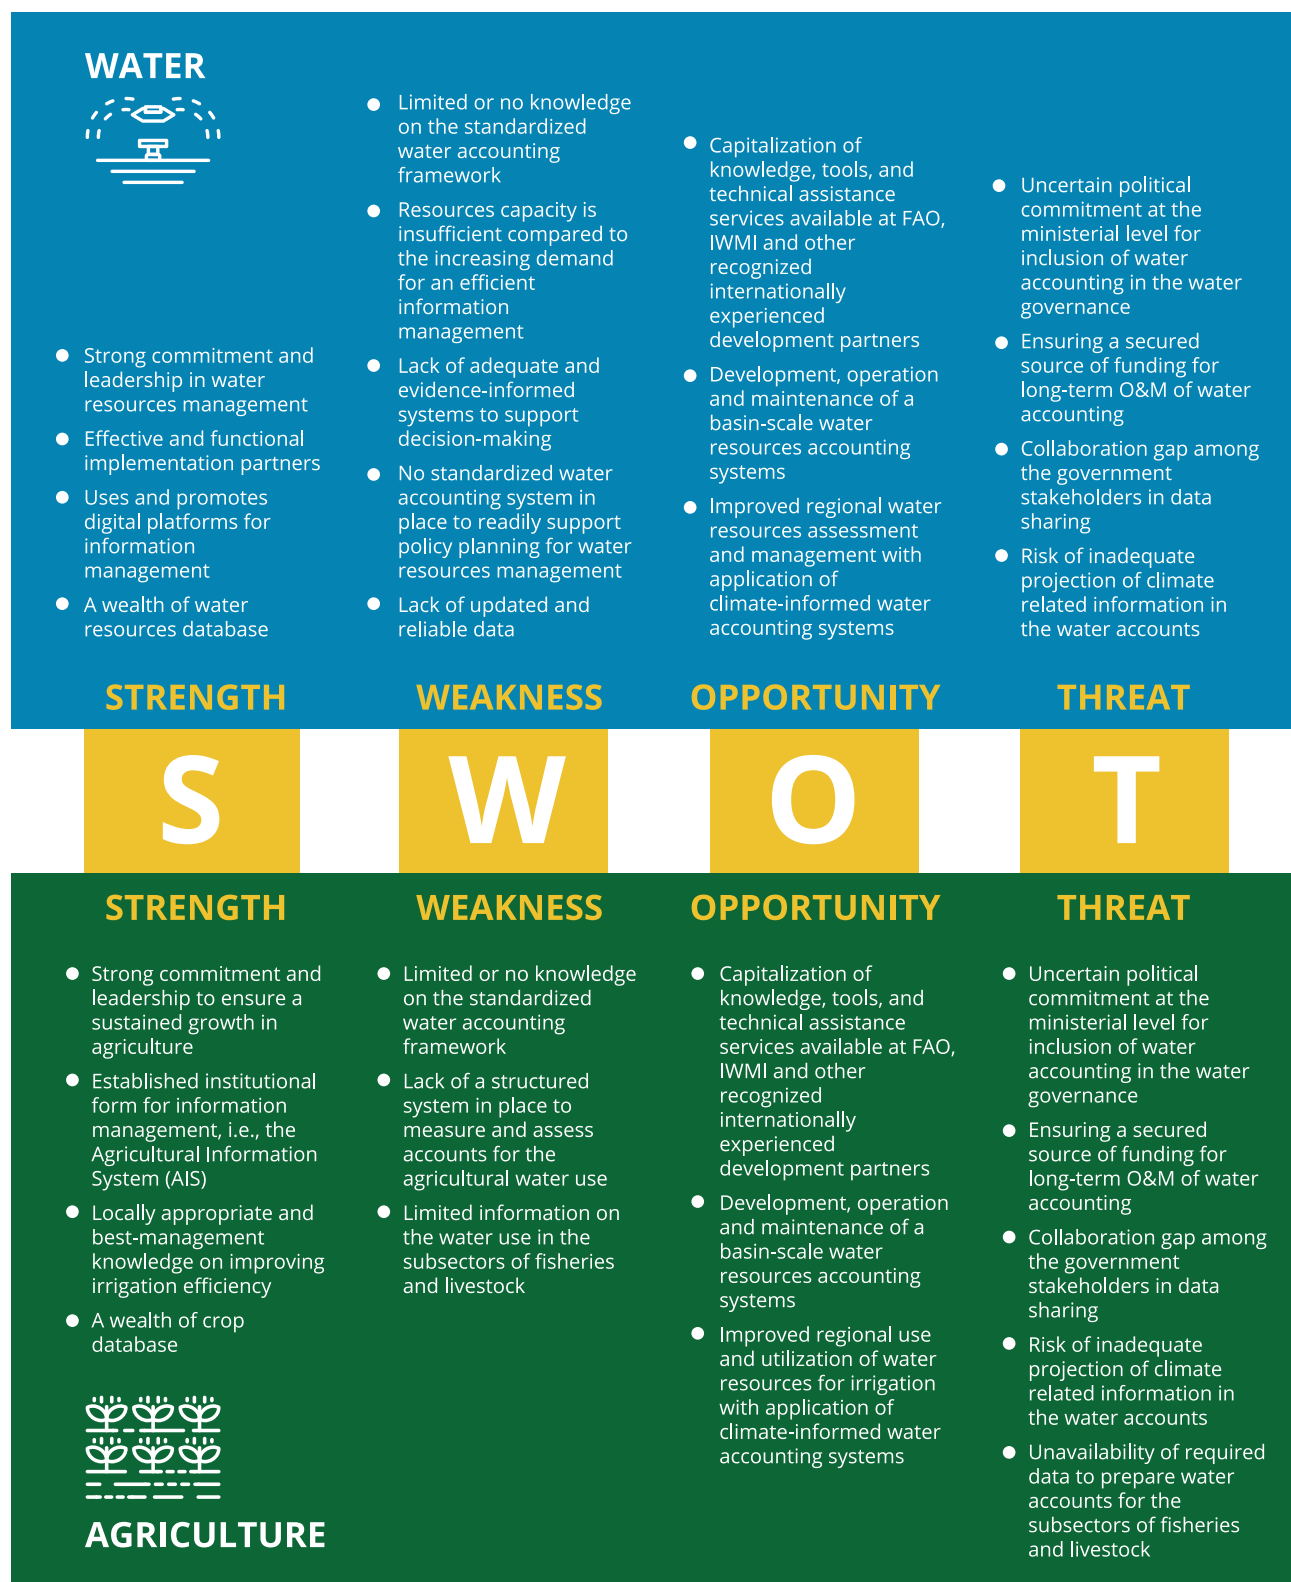 WATER
Strong commitment and
leadership in water
resources management
Effective and functional
implementation partners
Uses and promotes
digital platforms for
information
management
A wealth of water
resources database
Limited or no knowledge
on the standardized
water accounting
framework
Resources capacity is
insufficient compared to
the increasing demand
for an efficient
information
management
Lack of adequate and
evidence-informed
systems to support
decision-making
No standardized water
accounting system in
place to readily support
policy planning for water
resources management
Lack of updated and
reliable data
Capitalization of
knowledge, tools, and
technical assistance
services available at FAO,
IWMI and other
recognized
internationally
experienced
development partners
Development, operation
and maintenance of a
basin-scale water
resources accounting
systems
Improved regional water
resources assessment
and management with
application of
climate-informed water
accounting systems
Uncertain political
commitment at the
ministerial level for
inclusion of water
accounting in the water
governance
Ensuring a secured
source of funding for
long-term O&M of water
accounting
Collaboration gap among
the government
stakeholders in data
sharing
Risk of inadequate
projection of climate
related information in
the water accounts
STRENGTH
WEAKNESS
OPPORTUNITY
THREAT
S
W
O
T
STRENGTH
WEAKNESS
OPPORTUNITY
THREAT
Strong commitment and
leadership to ensure a
sustained growth in
agriculture
Established institutional
form for information
management, i.e., the
Agricultural Information
System (AIS)
Locally appropriate and
best-management
knowledge on improving
irrigation efficiency
A wealth of crop
database
Limited or no knowledge
on the standardized
water accounting
framework
Lack of a structured
system in place to
measure and assess
accounts for the
agricultural water use
Limited information on
the water use in the
subsectors of fisheries
and livestock
Capitalization of
knowledge, tools, and
technical assistance
services available at FAO,
IWMI and other
recognized
internationally
experienced
development partners
Development, operation
and maintenance of a
basin-scale water
resources accounting
systems
Improved regional use
and utilization of water
resources for irrigation
with application of
climate-informed water
accounting systems
Uncertain political
commitment at the
ministerial level for
inclusion of water
accounting in the water
governance
Ensuring a secured
source of funding for
long-term O&M of water
accounting
Collaboration gap among
the government
stakeholders in data
sharing
Risk of inadequate
projection of climate
related information in
the water accounts
Unavailability of required
data to prepare water
accounts for the
subsectors of fisheries
and livestock
AGRICULTURE